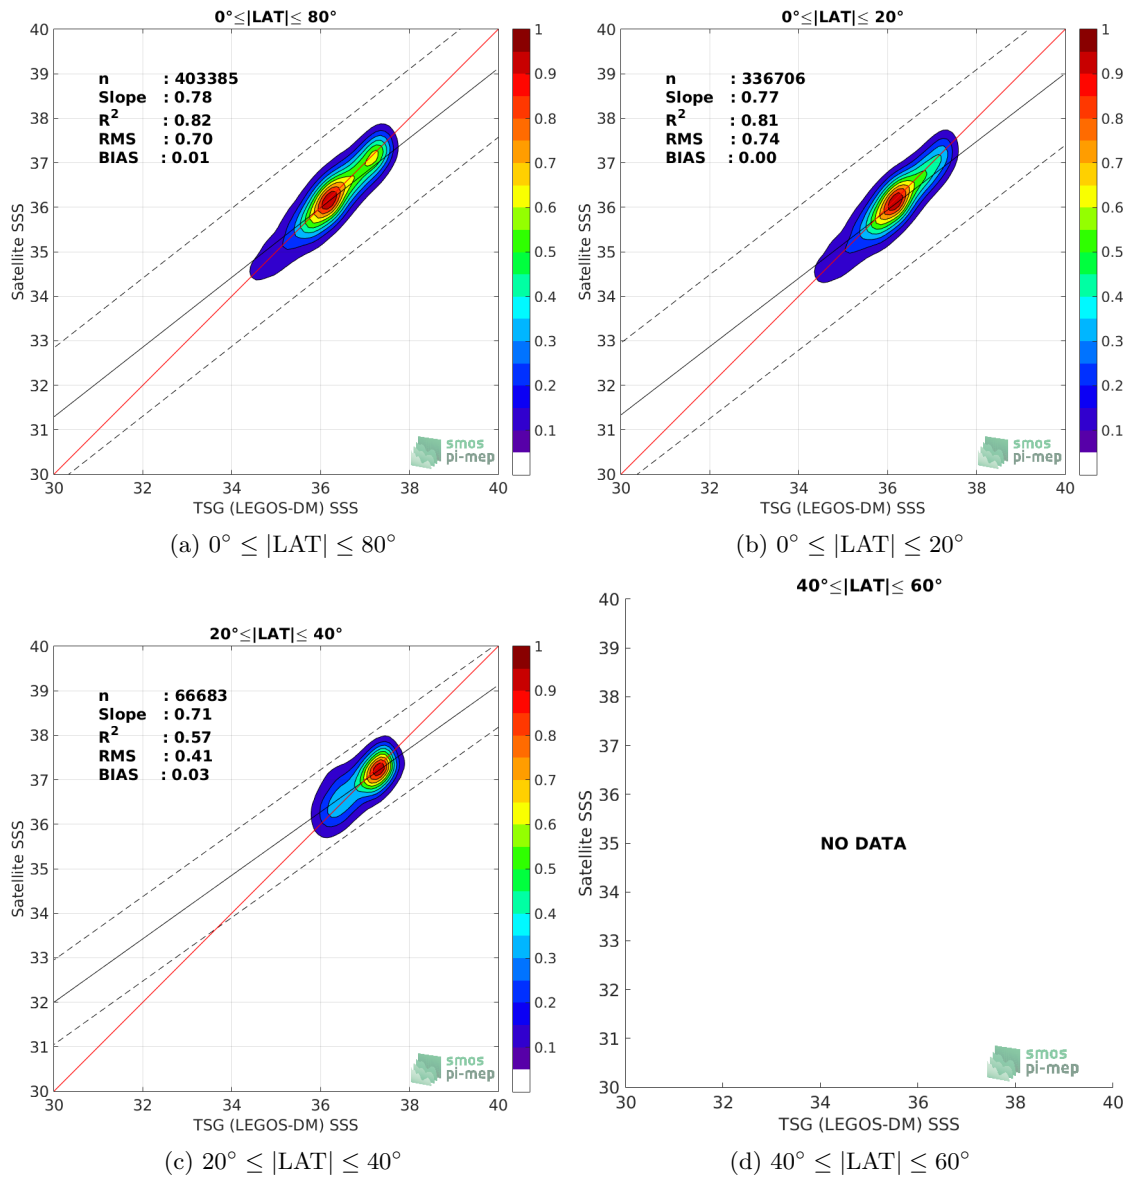 0°≤|LAT|≤ 80°
40
39
38
37
36
35
34
33
32
31
30
Satellite SSS
n : 403385
Slope : 0.78
R2 : 0.82
RMS : 0.70
BIAS : 0.01
smos
pi-mep
30 32 34 36 38 40
TSG (LEGOS-DM) SSS
1
0.9
0.8
0.7
0.6
0.5
0.4
0.3
0.2
0.1
(a) 0° ≤ |LAT| ≤ 80°
0°≤|LAT|≤ 20°
40
39
38
37
36
35
34
33
32
31
30
Satellite SSS
n : 336706
Slope : 0.77
R2 : 0.81
RMS : 0.74
BIAS : 0.00
smos
pi-mep
30 32 34 36 38 40
TSG (LEGOS-DM) SSS
1
0.9
0.8
0.7
0.6
0.5
0.4
0.3
0.2
0.1
(b) 0° ≤ |LAT| ≤ 20°
20°≤|LAT|≤ 40°
40
39
38
37
36
35
34
33
32
31
30
Satellite SSS
n : 66683
Slope : 0.71
R2 : 0.57
RMS : 0.41
BIAS : 0.03
smos
pi-mep
30 32 34 36 38 40
TSG (LEGOS-DM) SSS
1
0.9
0.8
0.7
0.6
0.5
0.4
0.3
0.2
0.1
(c) 20° ≤ |LAT| ≤ 40°
40°≤|LAT|≤ 60°
40
39
38
37
36
35
34
33
32
31
30
Satellite SSS
NO DATA
smos
pi-mep
30 32 34 36 38 40
TSG (LEGOS-DM) SSS
(d) 40° ≤ |LAT| ≤ 60°